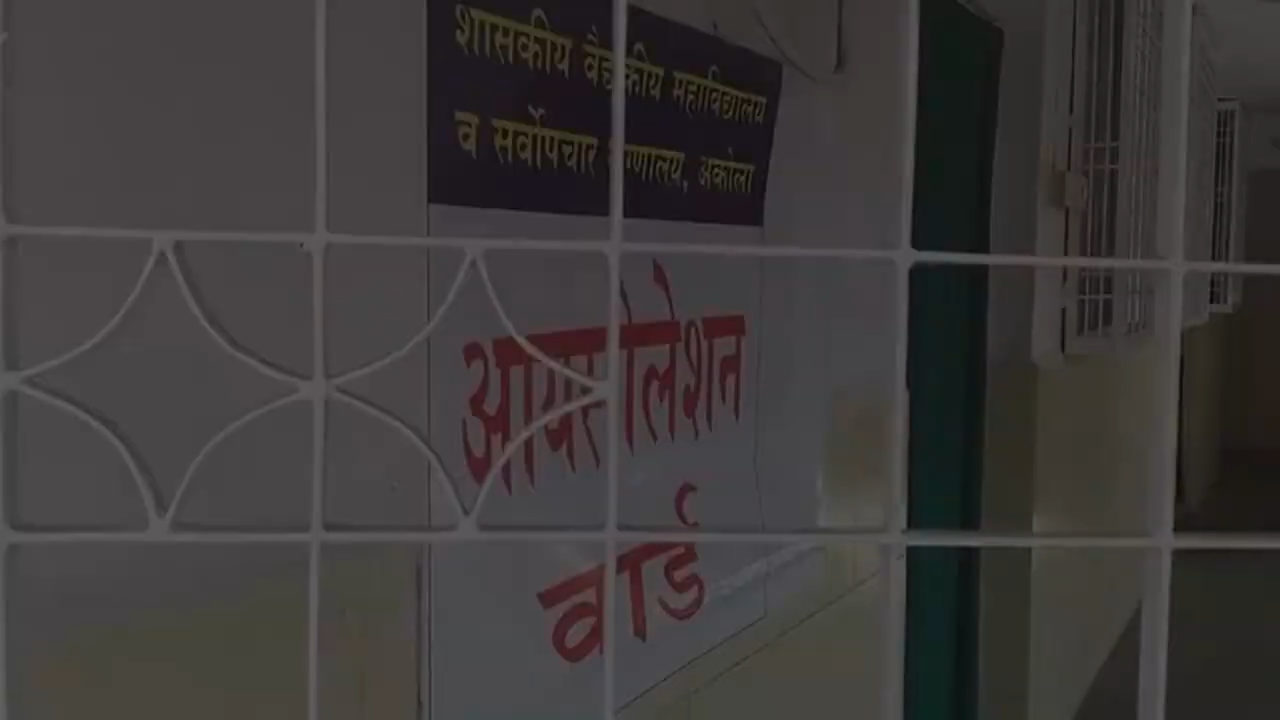 शासकीय वैद्यकीय महाविद्यालय
व सर्वोपचार रुग्णालय, अकोला
आयसोलेशन
वार्ड